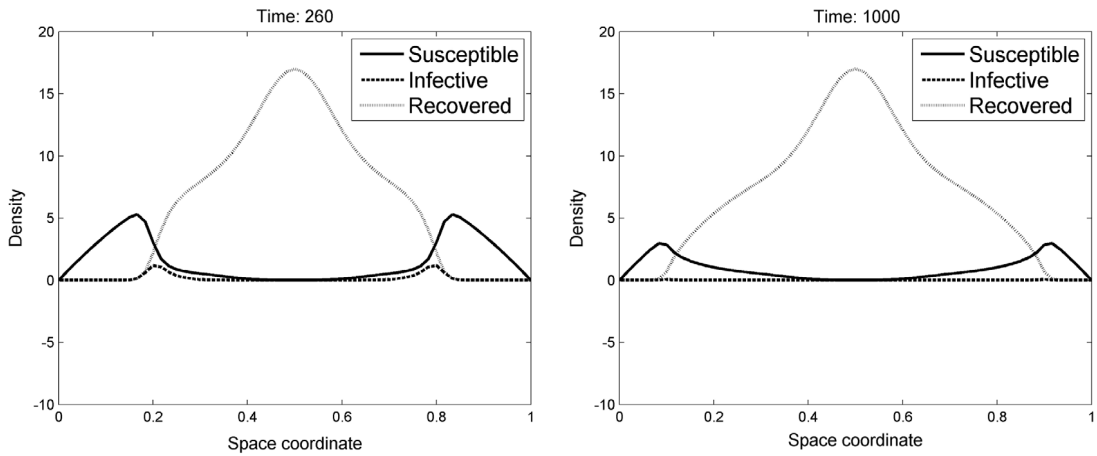 Time: 260
20
15
10
5
0
-5
-10
Density
0
0.2
0.4
0.6
0.8
1
Space coordinate
Susceptible
Infective
Recovered
Time: 1000
20
15
10
5
0
-5
-10
Density
0
0.2
0.4
0.6
0.8
1
Space coordinate
Susceptible
Infective
Recovered